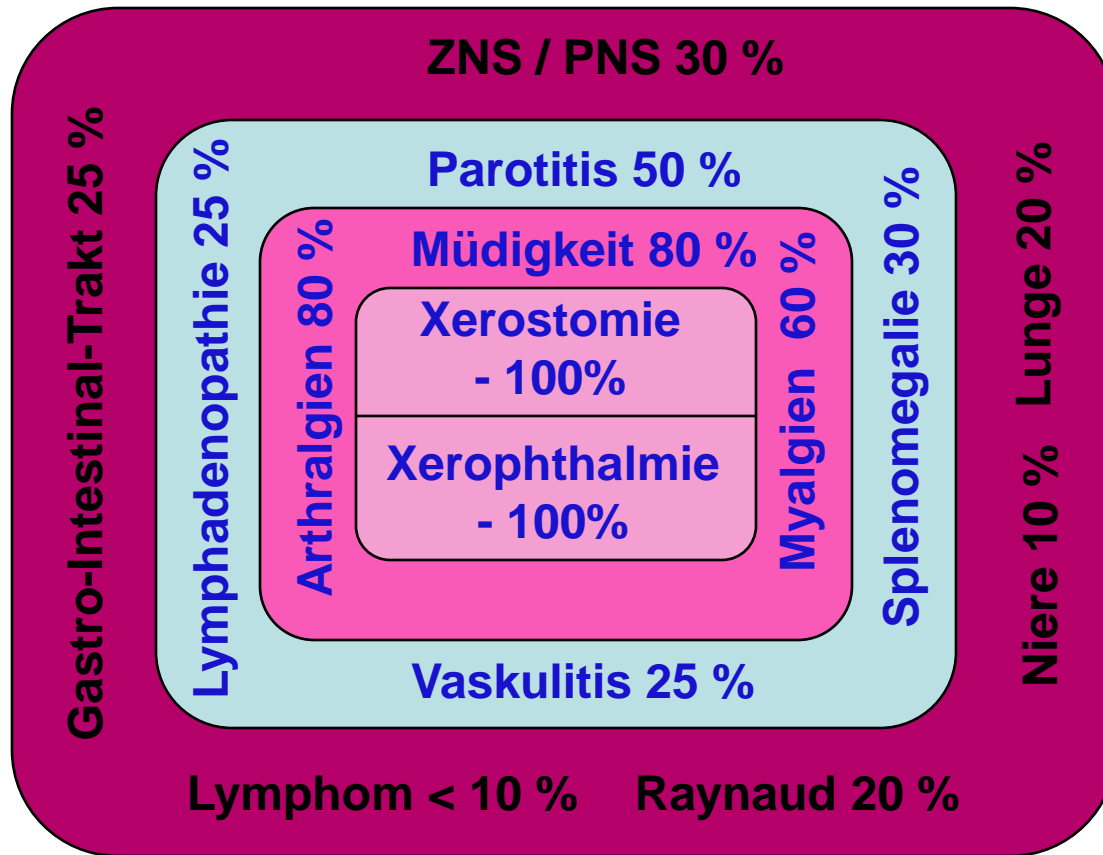 ZNS / PNS 30 %
Gastro-Intestinal-Trakt 25 %
Lymphadenopathie 25 %
Parotitis 50 %
Arthralgien 80 %
Müdigkeit 80 %
Xerostomie
- 100%
Xerophthalmie
- 100%
Myalgien 60 %
Splenomegalie 30 %
Niere 10 % Lunge 20 %
Vaskulitis 25 %
Lymphom < 10 % Raynaud 20 %